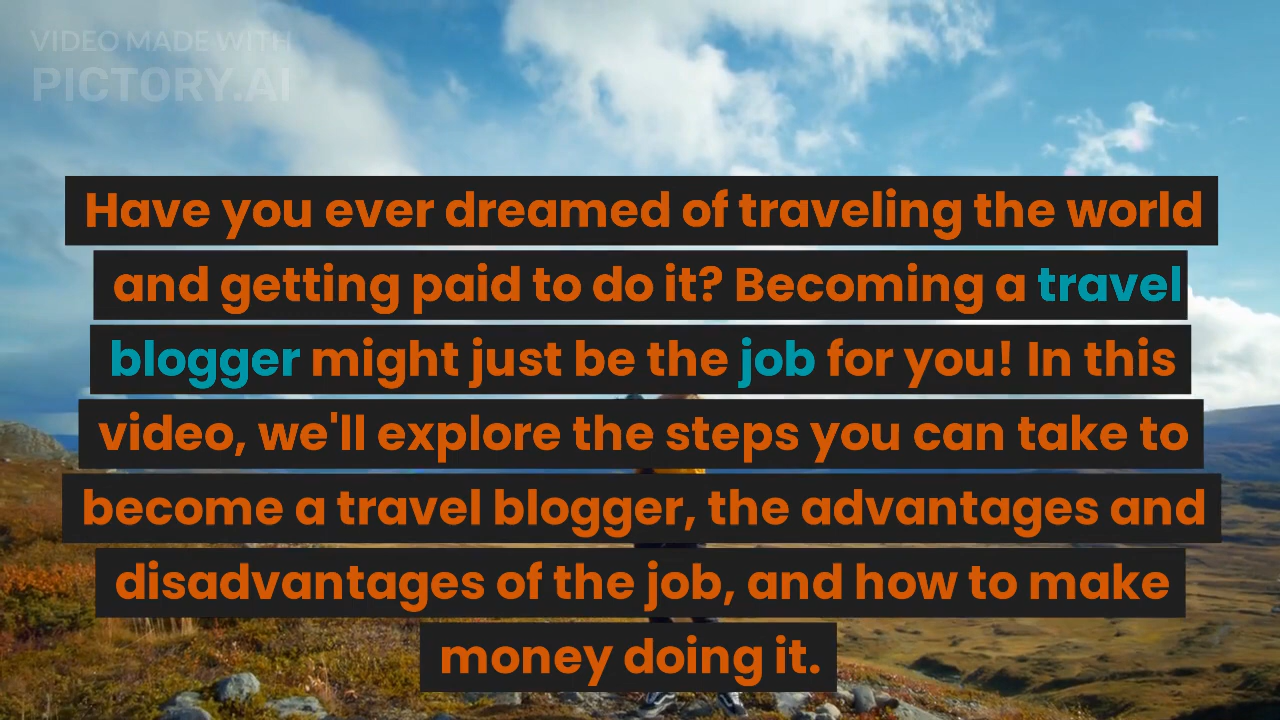 VIDEO MADE WITH
PICTORY.AI
Have you ever dreamed of traveling the world
and getting paid to do it? Becoming a travel
blogger might just be the job for you! In this
video, we'll explore the steps you can take to
become a travel blogger, the advantages and
disadvantages of the job, and how to make
money doing it.